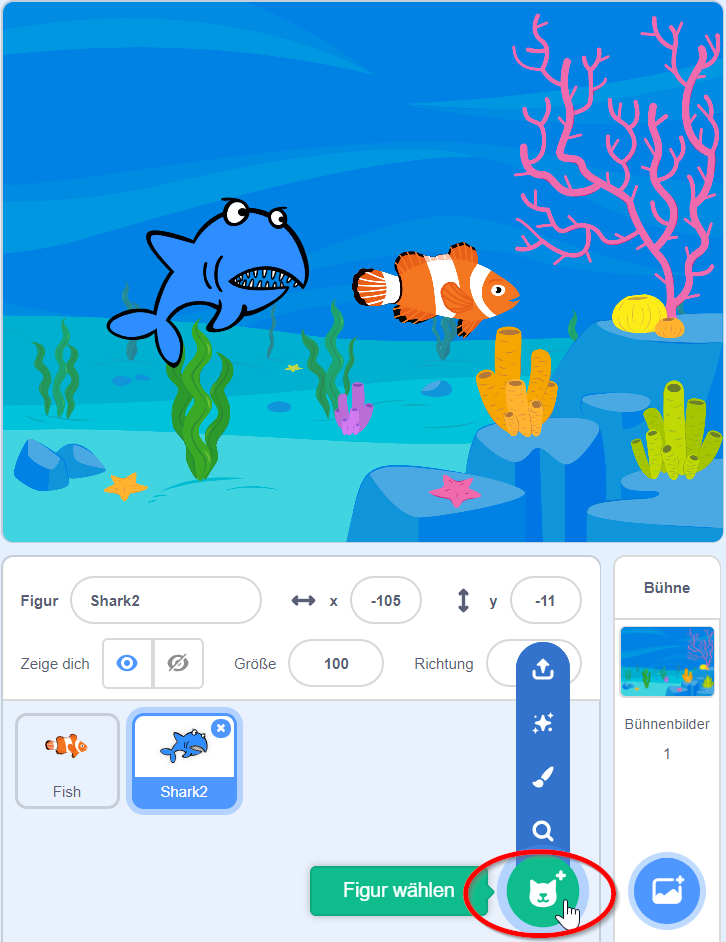 Figur Shark2 x -105 y -11 Bühne
Zeige dich Größe 100 Richtung
Bühnenbilder
1
Fish Shark2
Figur wählen